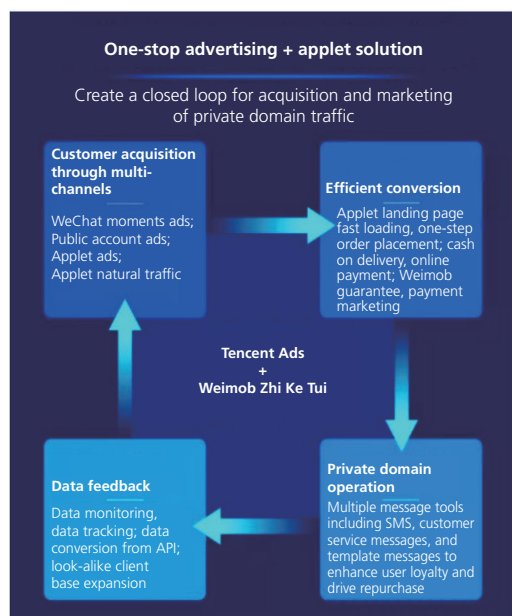 One-stop advertising + applet solution
Create a closed loop for acquisition and marketing
of private domain traffic
Customer acquisition
through multi-
channels
WeChat moments ads;
Public account ads;
Applet ads;
Applet natural traffic
Efficient conversion
Applet landing page
fast loading, one-step
order placement; cash
on delivery, online
payment; Weimob
guarantee, payment
marketing
Tencent Ads
+
Weimob Zhi Ke Tui
Data feedback
Data monitoring,
data tracking; data
conversion from API;
look-alike client
base expansion
Private domain
operation
Multiple message tools
including SMS, customer
service messages, and
template messages to
enhance user loyalty and
drive repurchase